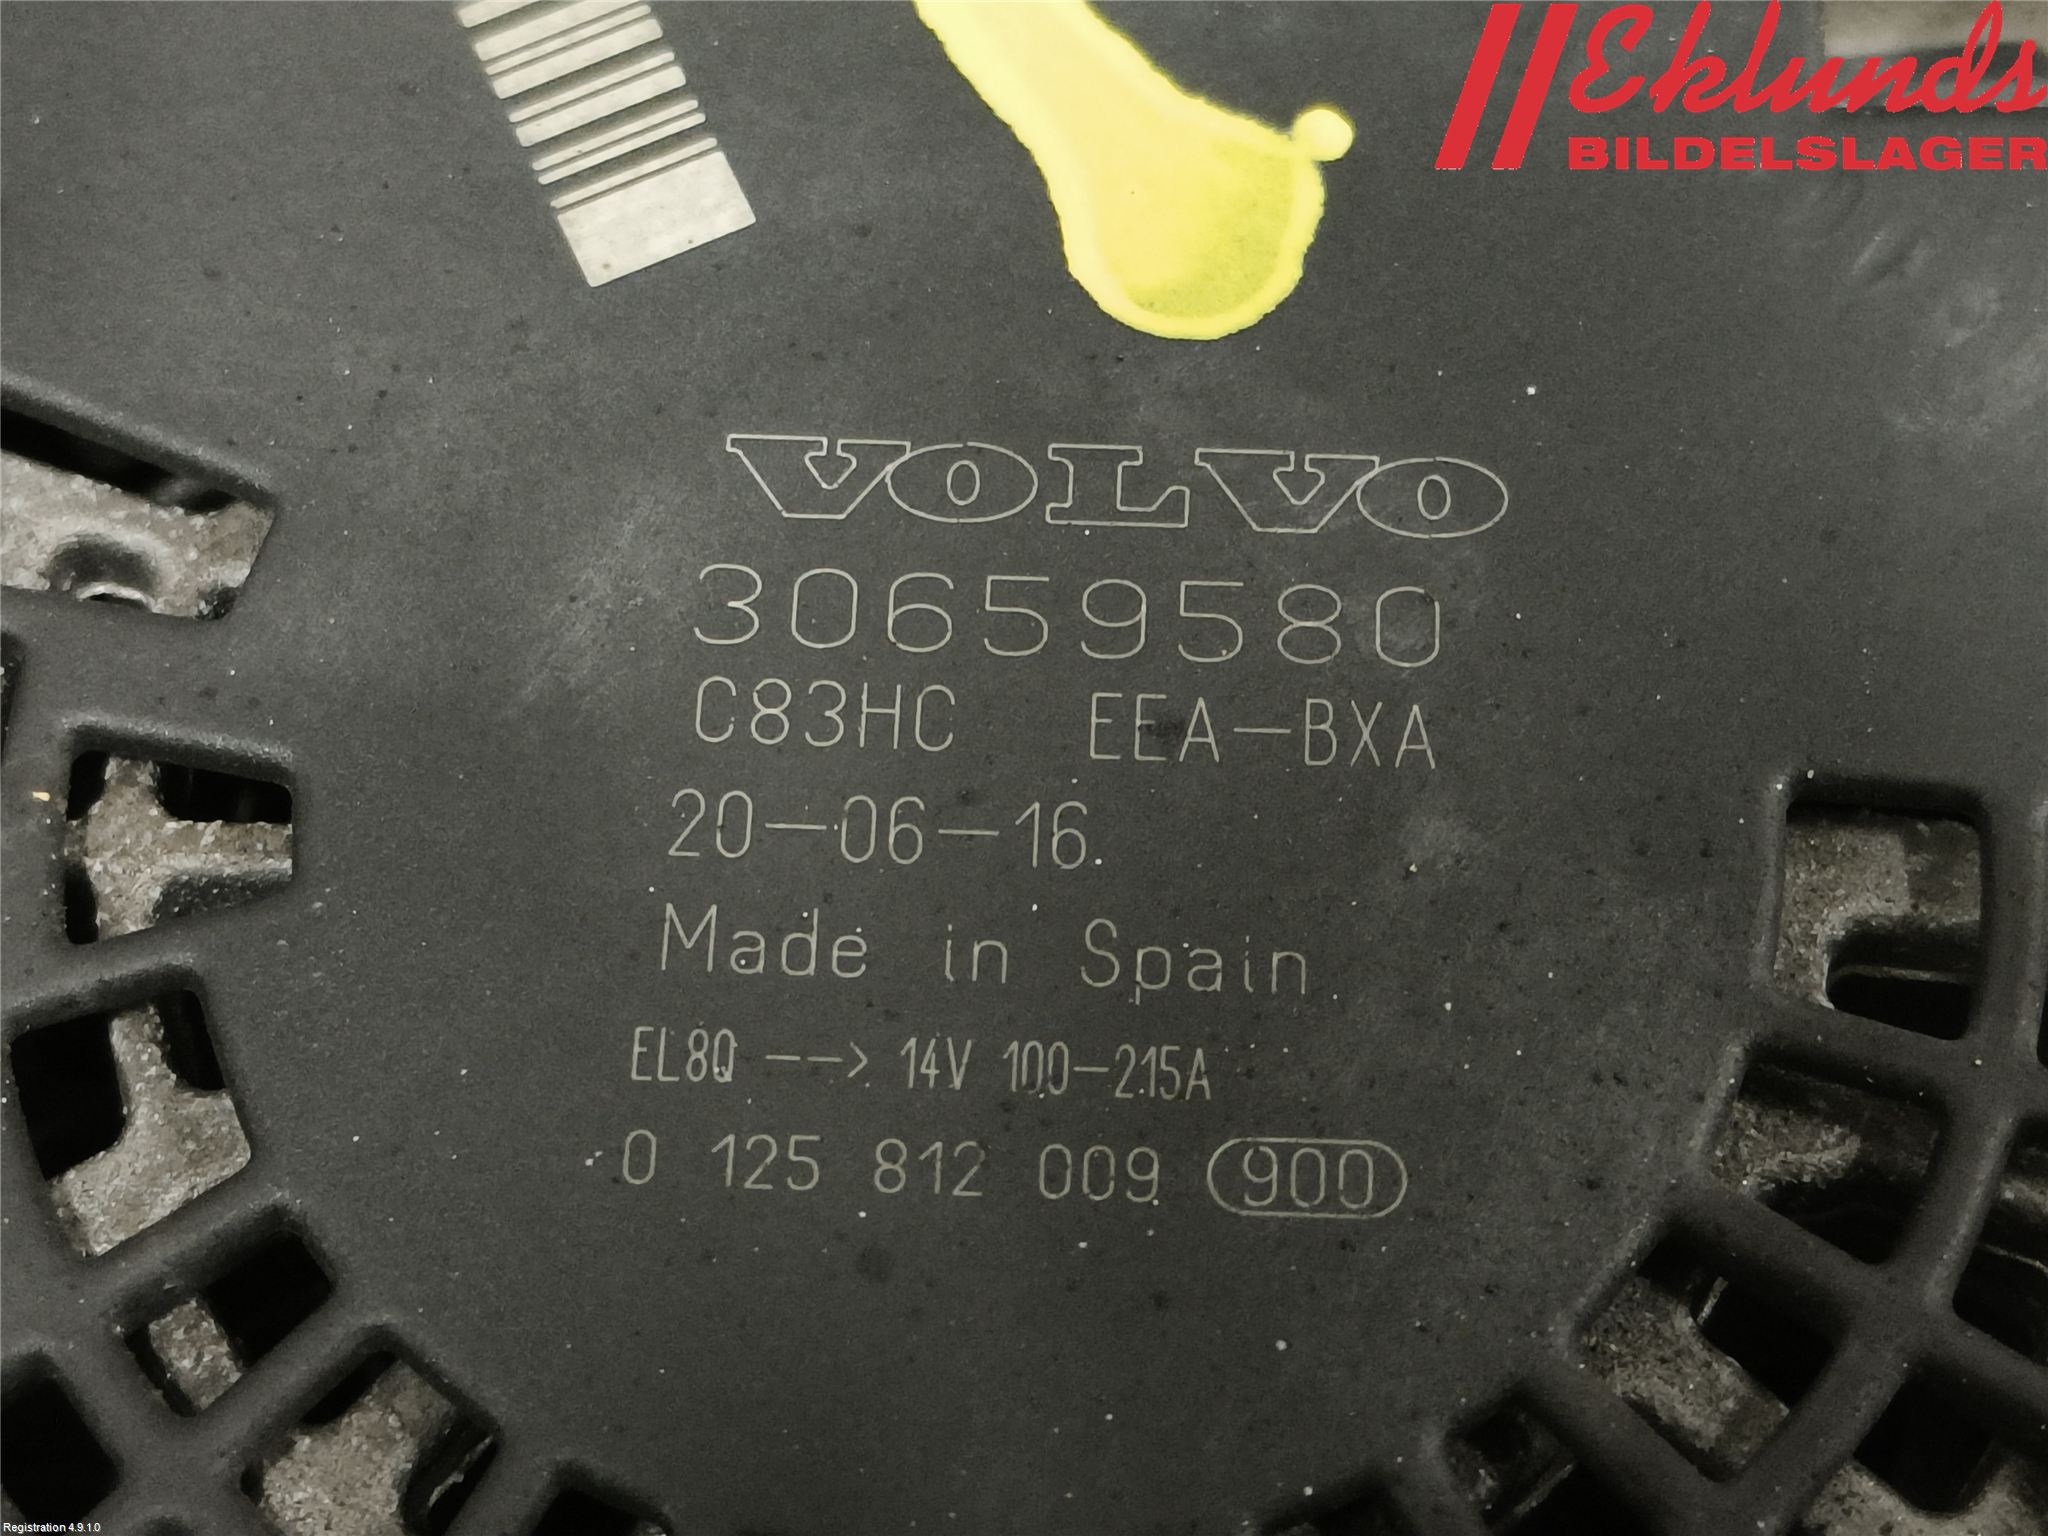 Eklunds
BILDELSLAGER
VOLVO
30659580
C83HC EEA-BXA
20-06-16
Made in Spain
EL8Q --> 14V 100-215A
0 125 812 009 900
Registration 4.9.1.0